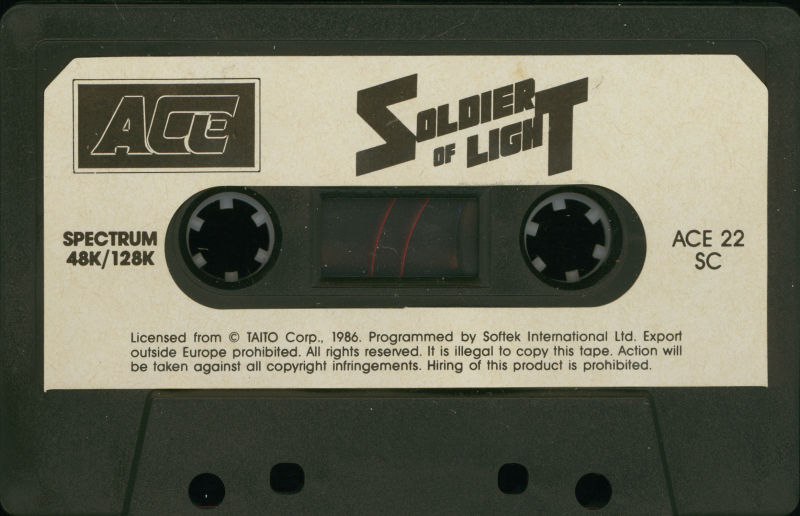 ACE
SOLDIER
OF LIGHT
SPECTRUM
48K/128K
ACE 22
SC
Licensed from © TAITO Corp., 1986. Programmed by Softek International Ltd. Export
outside Europe prohibited. All rights reserved. It is illegal to copy this tape. Action will
be taken against all copyright infringements. Hiring of this product is prohibited.